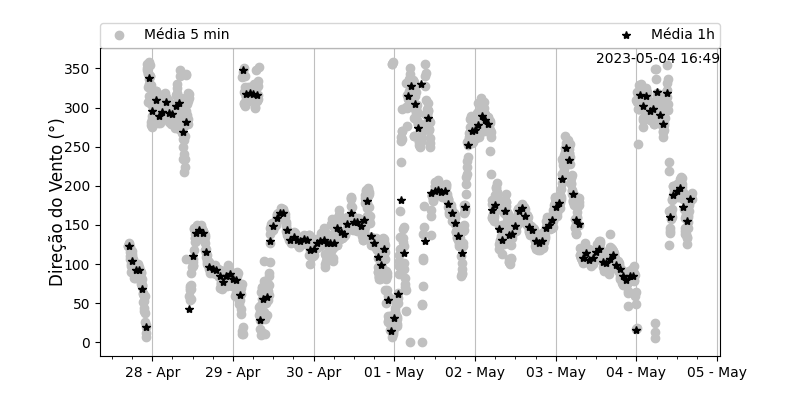 Média 5 min
Média 1h
2023-05-04 16:49
Direção do Vento (°)
350
300
250
200
150
100
50
0
28 - Apr
29 - Apr
30 - Apr
01 - May
02 - May
03 - May
04 - May
05 - May